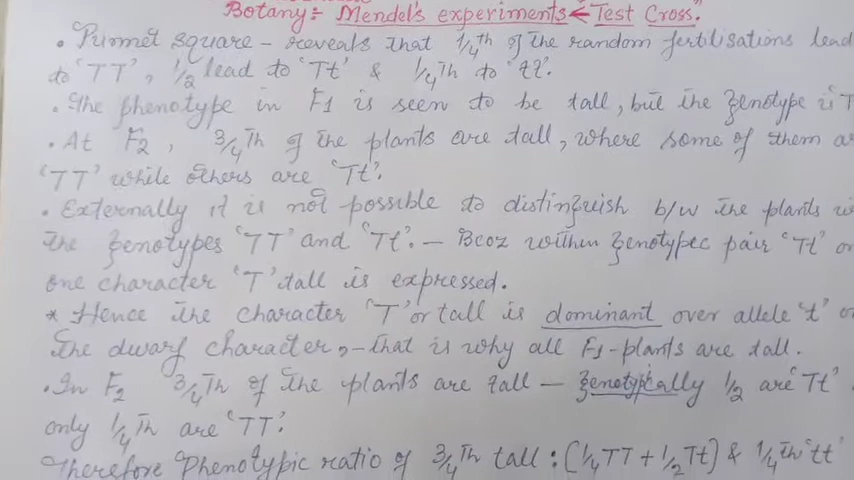 Botany:- Mendel's experiments ← Test Cross."
• Punnet square – reveals that 1/4th of the random fertilisations lead
to 'TT', 1/2 lead to 'Tt' & 1/4Th to 'tt'.
• The phenotype in F1 is seen to be tall, but the genotype is T
• At F2, 3/4Th of the plants are tall, where some of them a
'TT' while others are 'Tt'.
• Externally it is not possible to distinguish b/w the plants w
the genotypes 'TT' and 'Tt'. – Becoz within genotypec pair 'Tt' o
one character 'T' tall is expressed.
* Hence the character 'T' or tall is dominant over allele 't' o
the dwarf character, – that is why all F1-plants are tall.
• In F2 3/4Th of the plants are tall – genotypically 1/2 are 'Tt'
only 1/4Th are 'TT'.
Therefore Phenotypic ratio of 3/4Th tall : (1/4 TT + 1/2 Tt) & 1/4th 'tt'